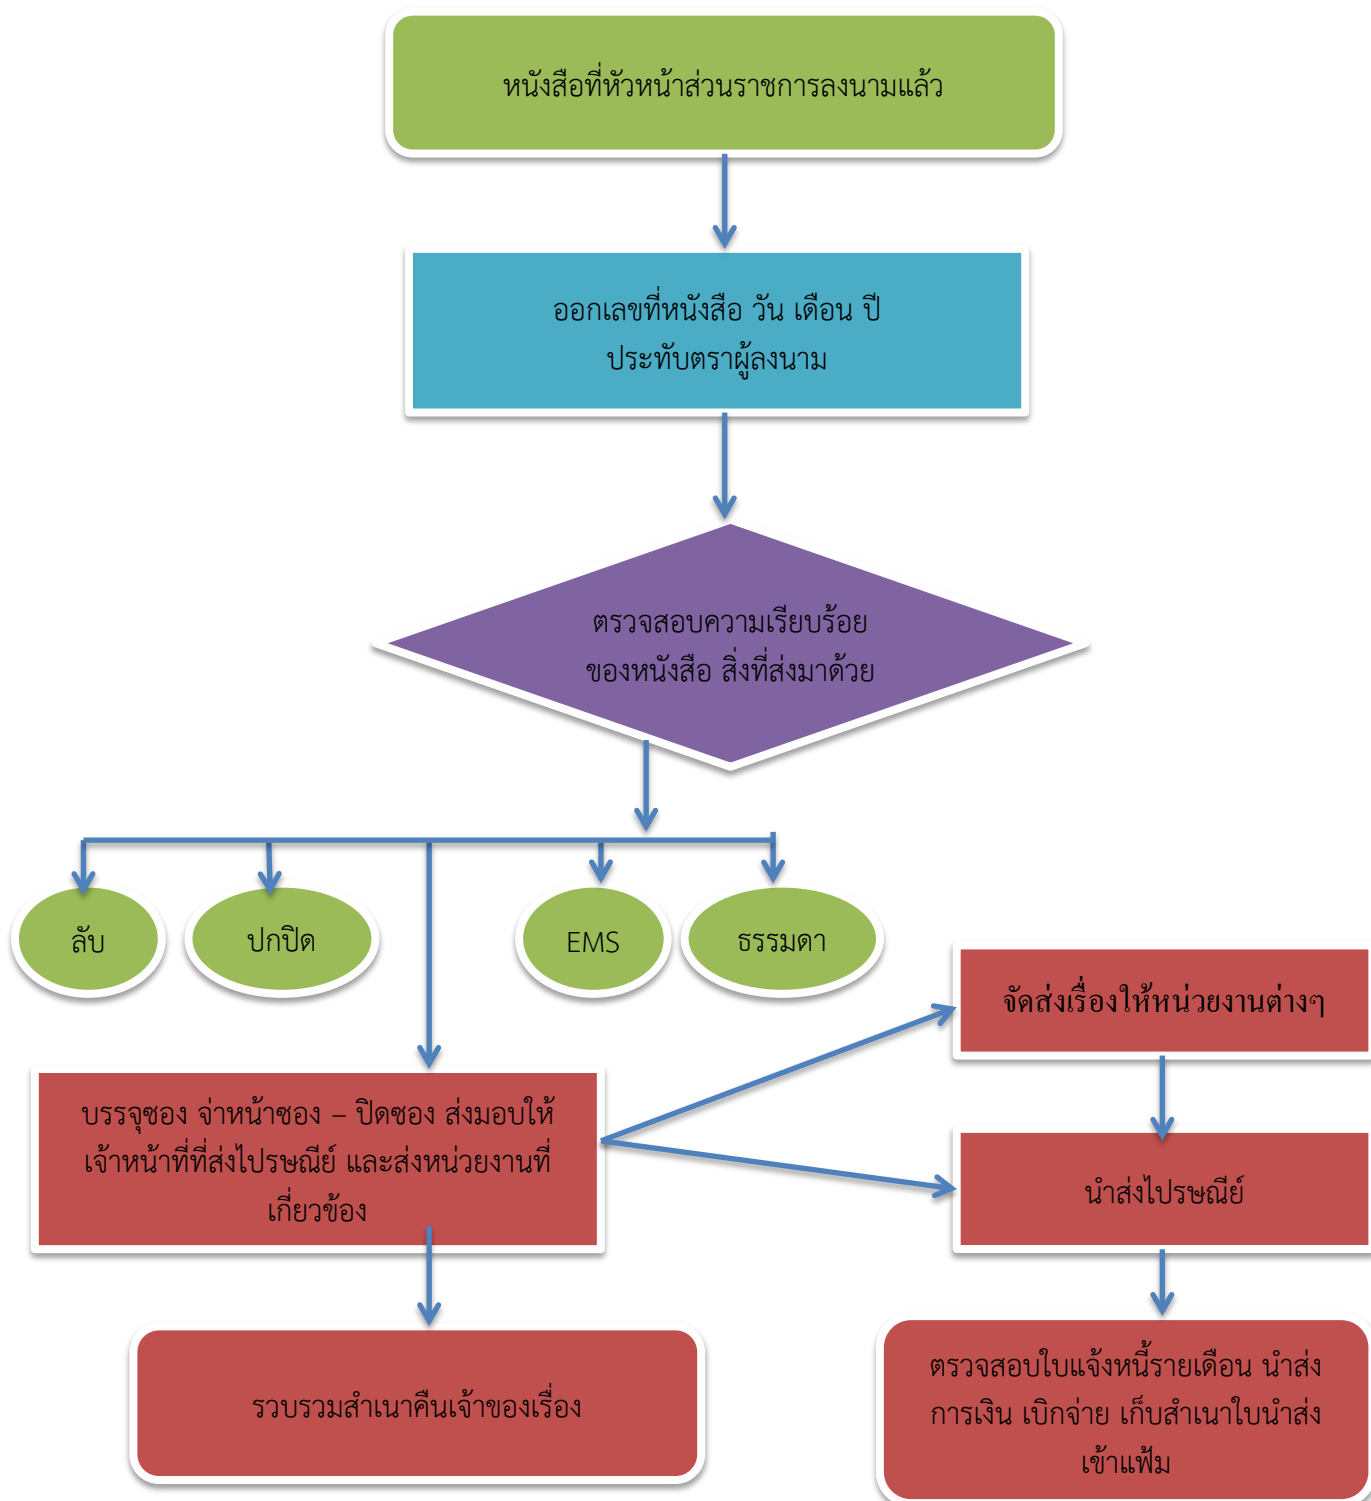 หนังสือที่หัวหน้าส่วนราชการลงนามแล้ว
ออกเลขที่หนังสือ วัน เดือน ปี
ประทับตราผู้ลงนาม
ตรวจสอบความเรียบร้อย
ของหนังสือ สิ่งที่ส่งมาด้วย
ลับ
ปกปิด
EMS
ธรรมดา
จัดส่งเรื่องให้หน่วยงานต่างๆ
บรรจุซอง จ่าหน้าซอง – ปิดซอง ส่งมอบให้
เจ้าหน้าที่ที่ส่งไปรษณีย์ และส่งหน่วยงานที่
เกี่ยวข้อง
นำส่งไปรษณีย์
รวบรวมสำเนาคืนเจ้าของเรื่อง
ตรวจสอบใบแจ้งหนี้รายเดือน นำส่ง
การเงิน เบิกจ่าย เก็บสำเนาใบนำส่ง
เข้าแฟ้ม